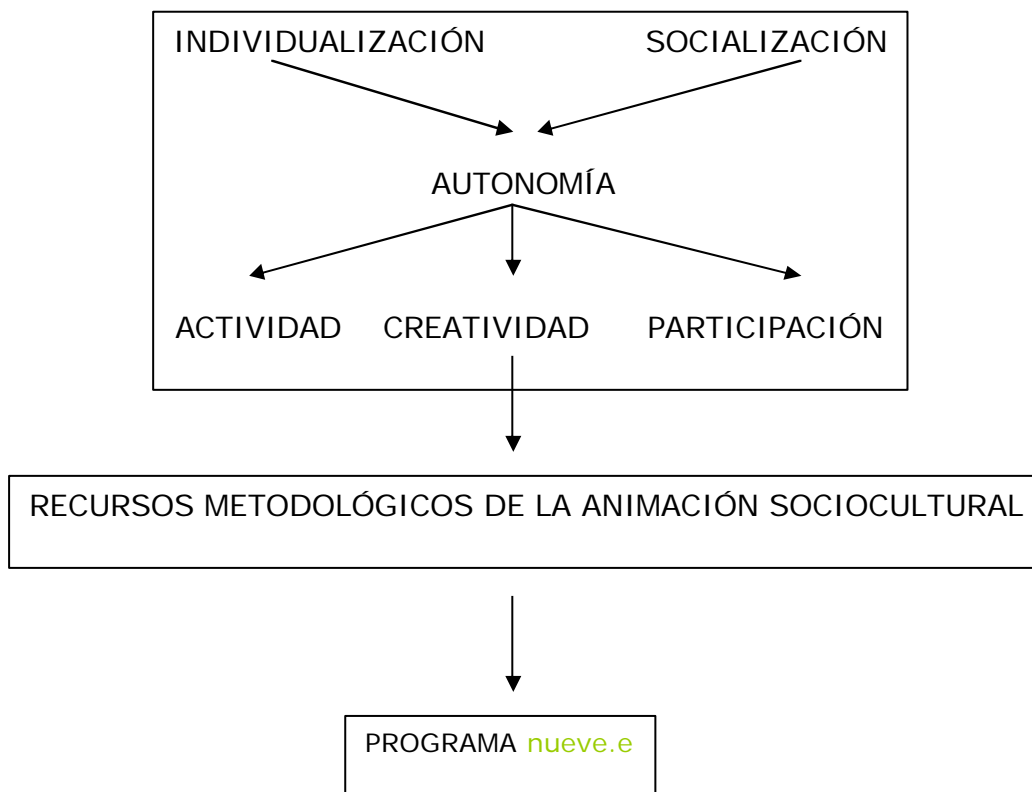 INDIVIDUALIZACIÓN SOCIALIZACIÓN
AUTONOMÍA
ACTIVIDAD CREATIVIDAD PARTICIPACIÓN
RECURSOS METODOLÓGICOS DE LA ANIMACIÓN SOCIOCULTURAL
PROGRAMA nueve.e